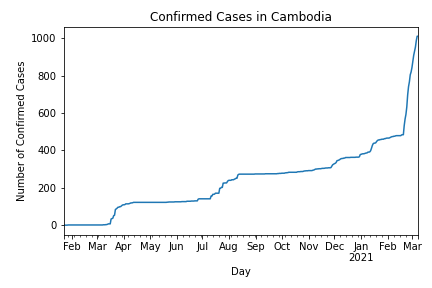 Confirmed Cases in Cambodia
Number of Confirmed Cases
1000
800
600
400
200
0
Feb Mar Apr May Jun Jul Aug Sep Oct Nov Dec Jan Feb Mar
2021
Day